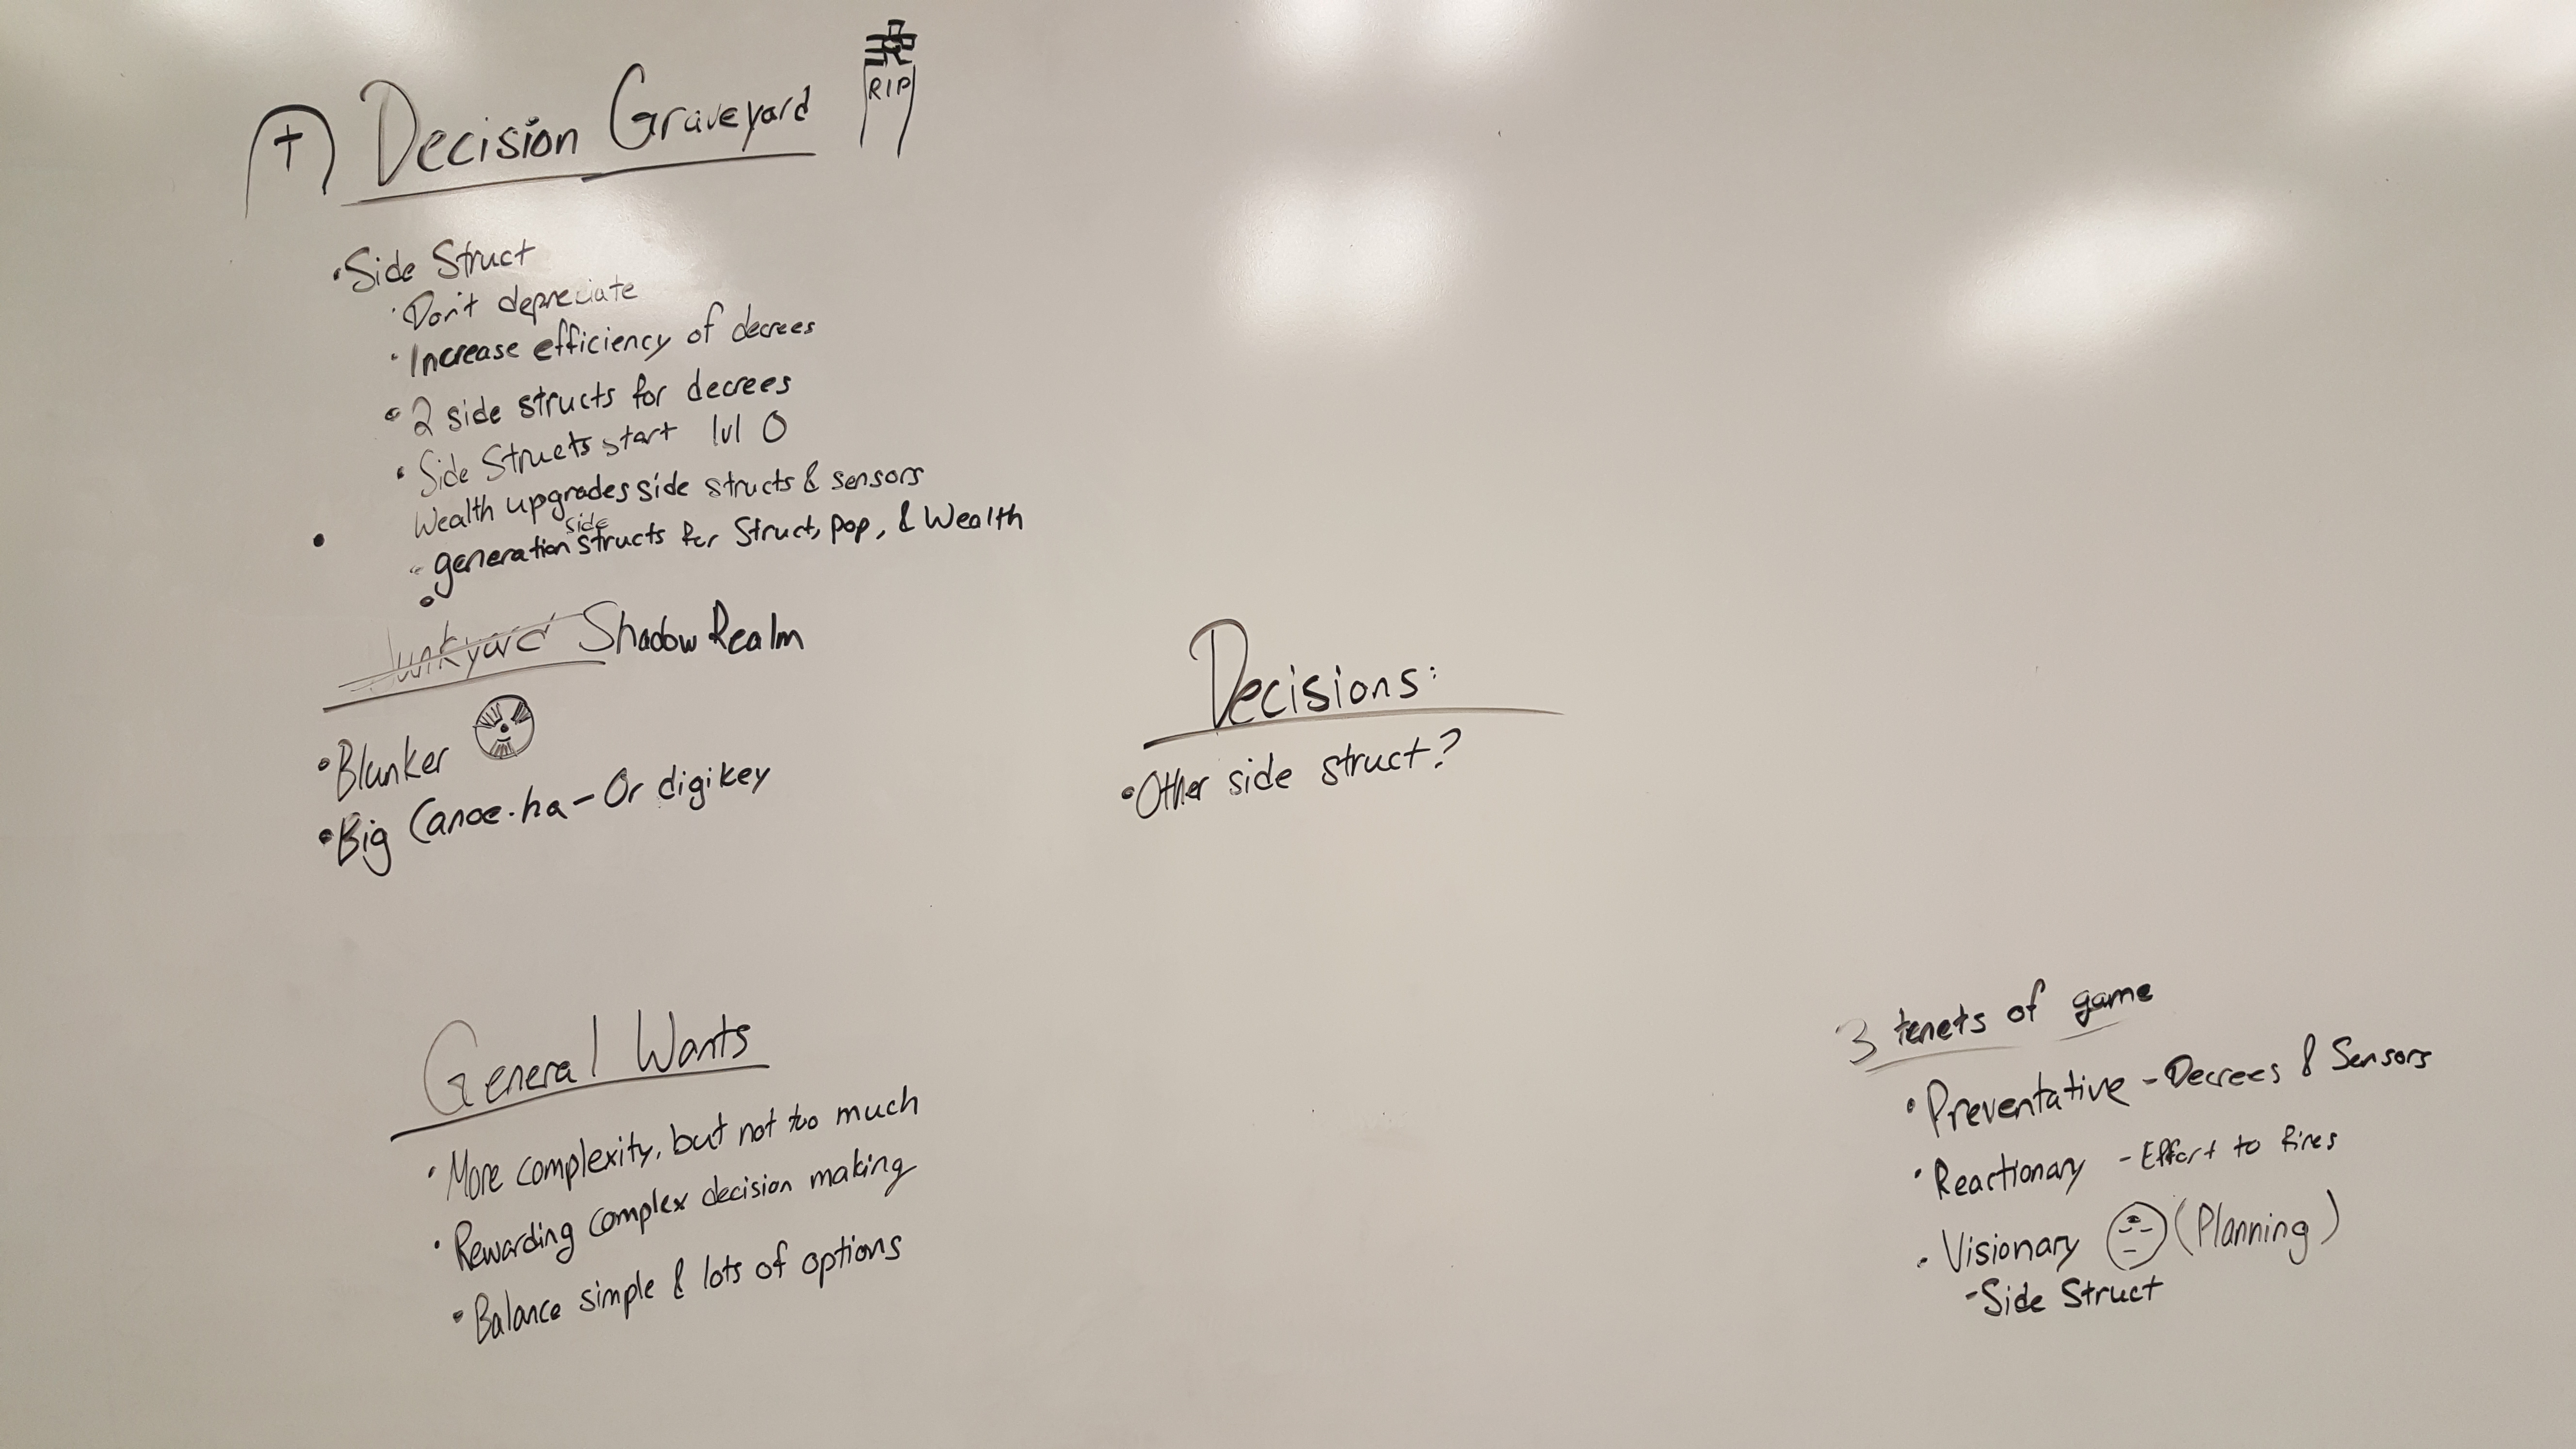 Decision Graveyard
RIP
• Side Struct
• Don't depreciate
• Increase efficiency of decrees
• 2 side structs for decrees
• Side Structs start lvl 0
Wealth upgrades side structs & sensors
- generation side structs for Struct, pop, & Wealth
Junkyard Shadow Realm
• Blunker
• Big Canoe.ha - Or digikey
Decisions:
• Other side struct?
General Wants
• More complexity, but not too much
• Rewarding complex decision making
• Balance simple & lots of options
3 tenets of game
• Preventative - Decrees & Sensors
• Reactionary - Effort to fires
• Visionary (Planning)
- Side Struct